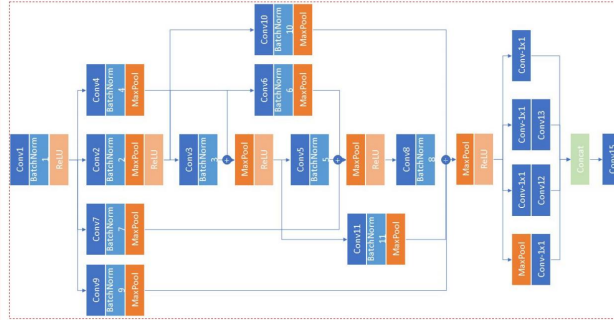 Conv1
BatchNorm
1
ReLU
Conv4
BatchNorm
4
MaxPool
Conv2
BatchNorm
2
MaxPool
ReLU
Conv7
BatchNorm
7
MaxPool
Conv9
BatchNorm
9
MaxPool
Conv3
BatchNorm
3
MaxPool
ReLU
Conv10
BatchNorm
10
MaxPool
Conv6
BatchNorm
6
MaxPool
Conv5
BatchNorm
5
MaxPool
ReLU
Conv11
BatchNorm
11
MaxPool
Conv8
BatchNorm
8
MaxPool
ReLU
Conv-1x1
Conv-1x1
Conv13
Conv-1x1
Conv12
MaxPool
Conv-1x1
Concat
Conv15